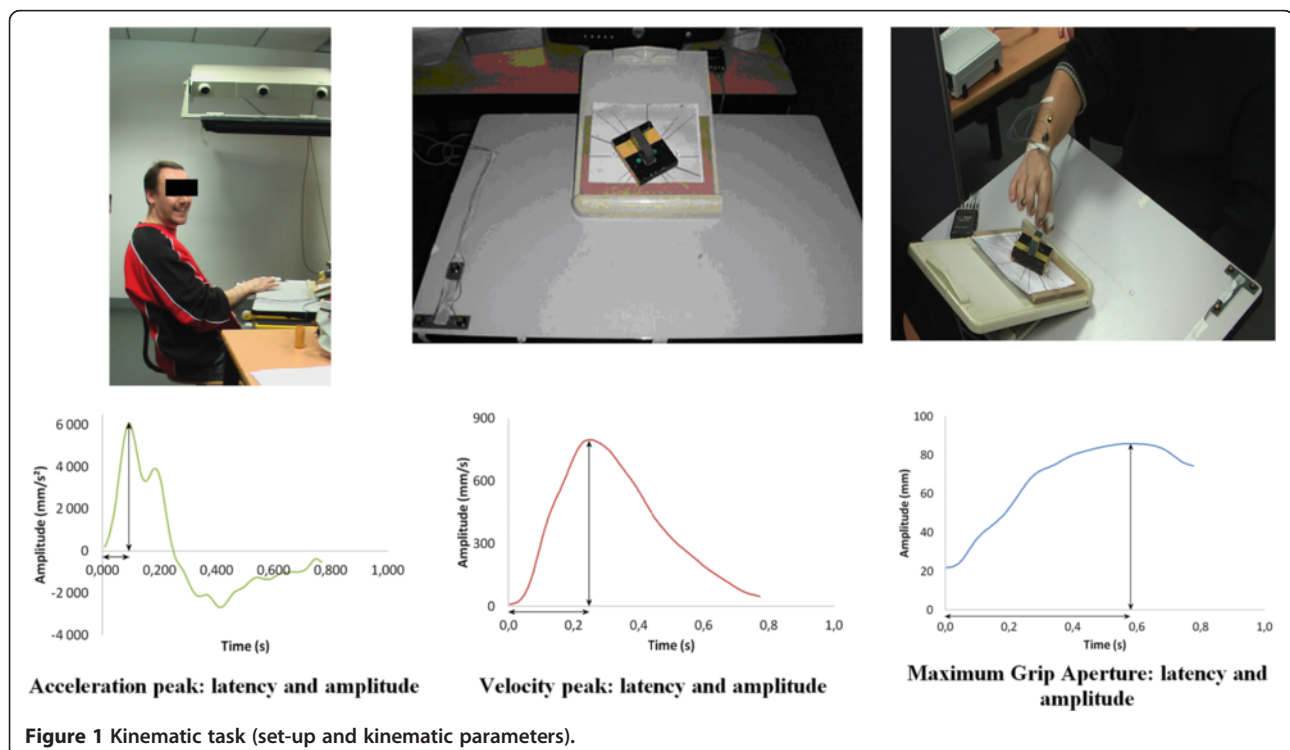 6 000
4 000
2 000
0
-2 000
-4 000
Amplitude (mm/s²)
0,000 0,200 0,400 0,600 0,800 1,000
Time (s)
Acceleration peak: latency and amplitude
900
600
300
0
Amplitude (mm/s)
0,0 0,2 0,4 0,6 0,8 1,0
Time (s)
Velocity peak: latency and amplitude
100
80
60
40
20
0
Amplitude (mm)
0,0 0,2 0,4 0,6 0,8 1,0
Time (s)
Maximum Grip Aperture: latency and
amplitude
Figure 1 Kinematic task (set-up and kinematic parameters).